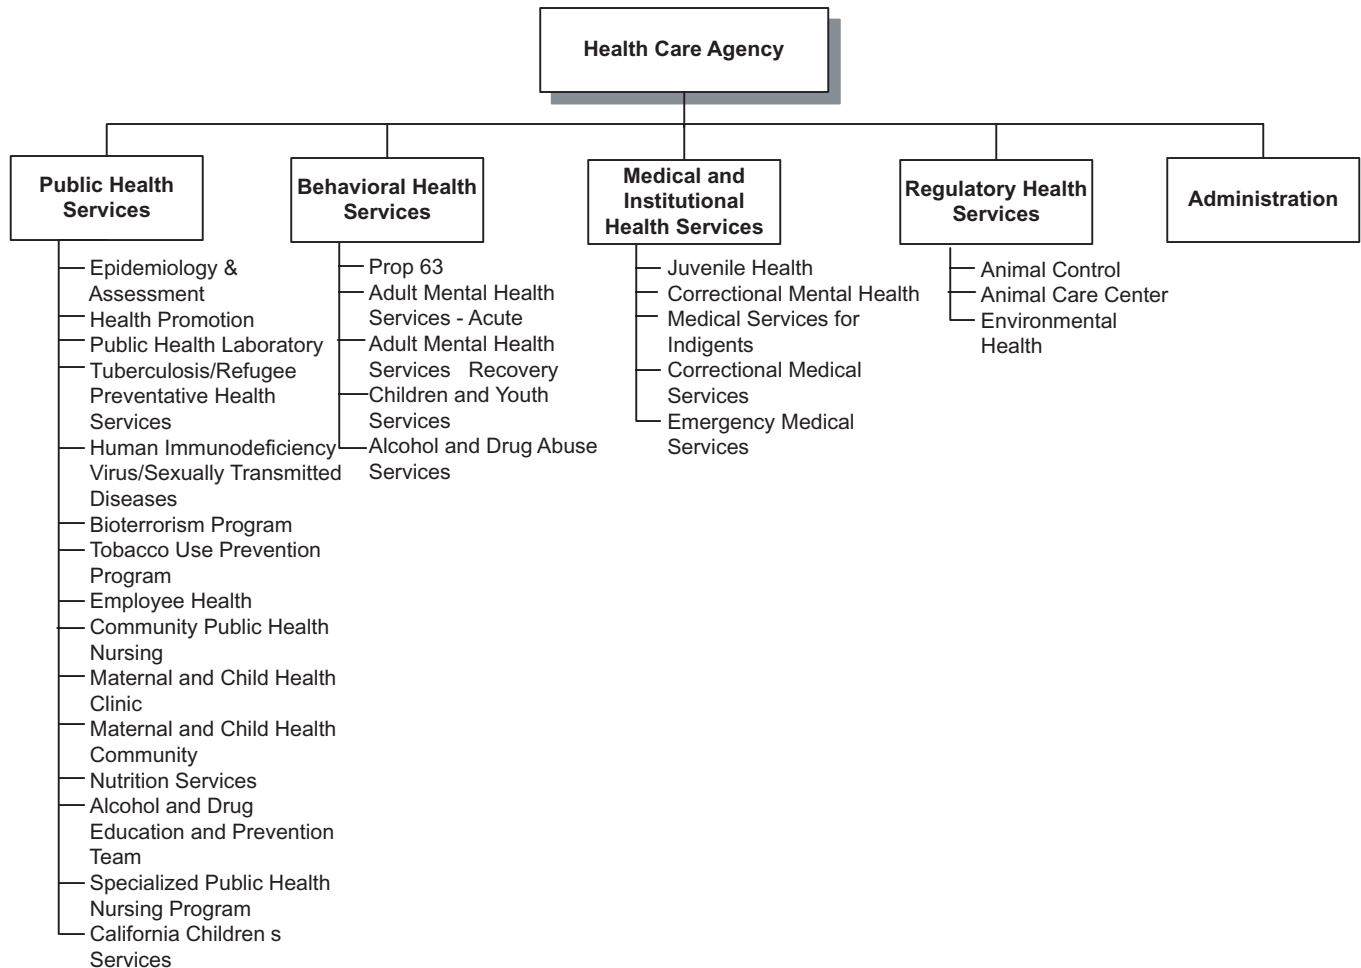 Health Care Agency
Public Health
Services
Epidemiology &
Assessment
Health Promotion
Public Health Laboratory
Tuberculosis/Refugee
Preventative Health
Services
Human Immunodeficiency
Virus/Sexually Transmitted
Diseases
Bioterrorism Program
Tobacco Use Prevention
Program
Employee Health
Community Public Health
Nursing
Maternal and Child Health
Clinic
Maternal and Child Health
Community
Nutrition Services
Alcohol and Drug
Education and Prevention
Team
Specialized Public Health
Nursing Program
California Children s
Services
Behavioral Health
Services
Prop 63
Adult Mental Health
Services - Acute
Adult Mental Health
Services Recovery
Children and Youth
Services
Alcohol and Drug Abuse
Services
Medical and
Institutional
Health Services
Juvenile Health
Correctional Mental Health
Medical Services for
Indigents
Correctional Medical
Services
Emergency Medical
Services
Regulatory Health
Services
Animal Control
Animal Care Center
Environmental
Health
Administration